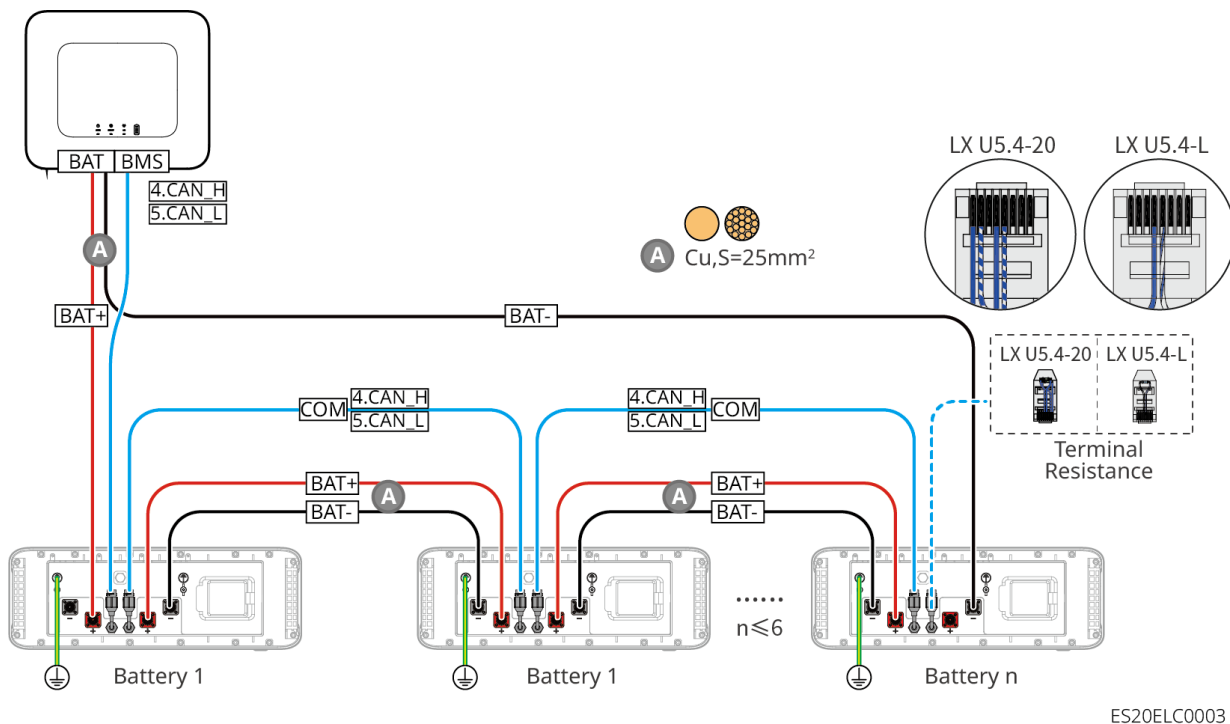 BAT BMS
4.CAN_H
5.CAN_L
LX U5.4-20 LX U5.4-L
A
A Cu,S=25mm²
BAT+
BAT-
LX U5.4-20 LX U5.4-L
Terminal
Resistance
COM 4.CAN_H
5.CAN_L
4.CAN_H COM
5.CAN_L
BAT+ A
BAT-
A BAT+
BAT-
- + + -
- + + -
- + + -
......
n≤6
Battery 1
Battery 1
Battery n
ES20ELC0003